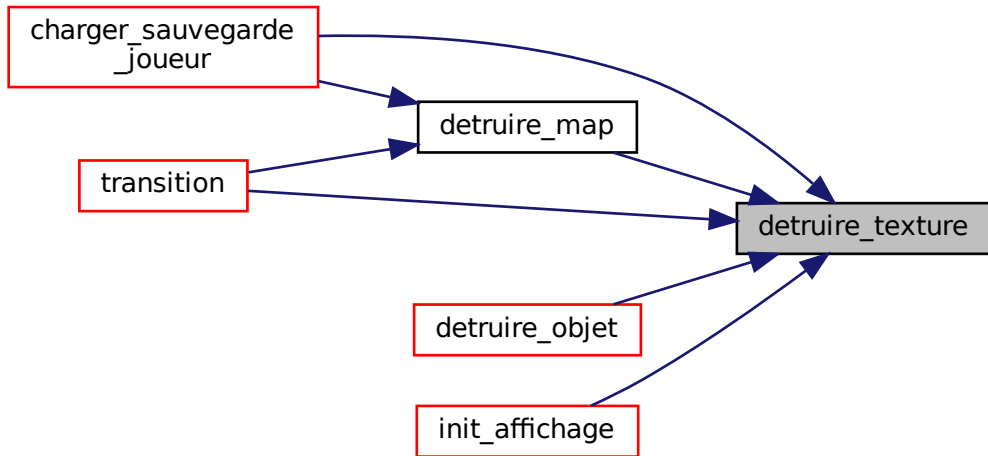 charger_sauvegarde
_joueur
detruire_map
transition
detruire_texture
detruire_objet
init_affichage